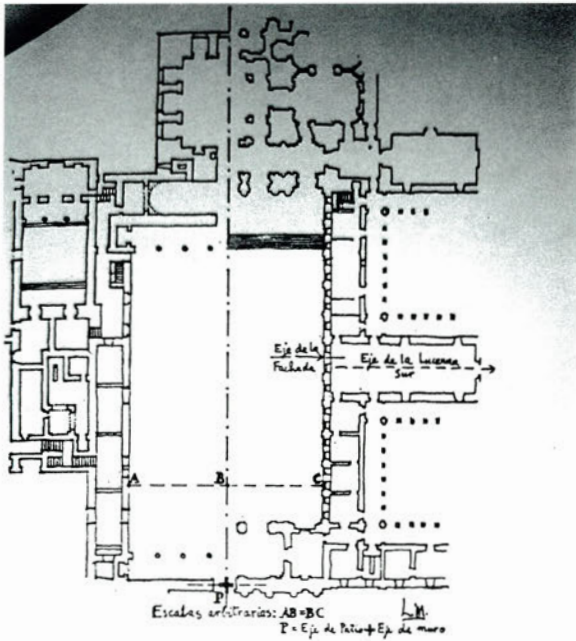 Eje de la
Fachada
Eje de la Lucerna
Sur
A
B
C
P
Escalas arbitrarias: AB=BC
P = Eje de Patio + Eje de muro